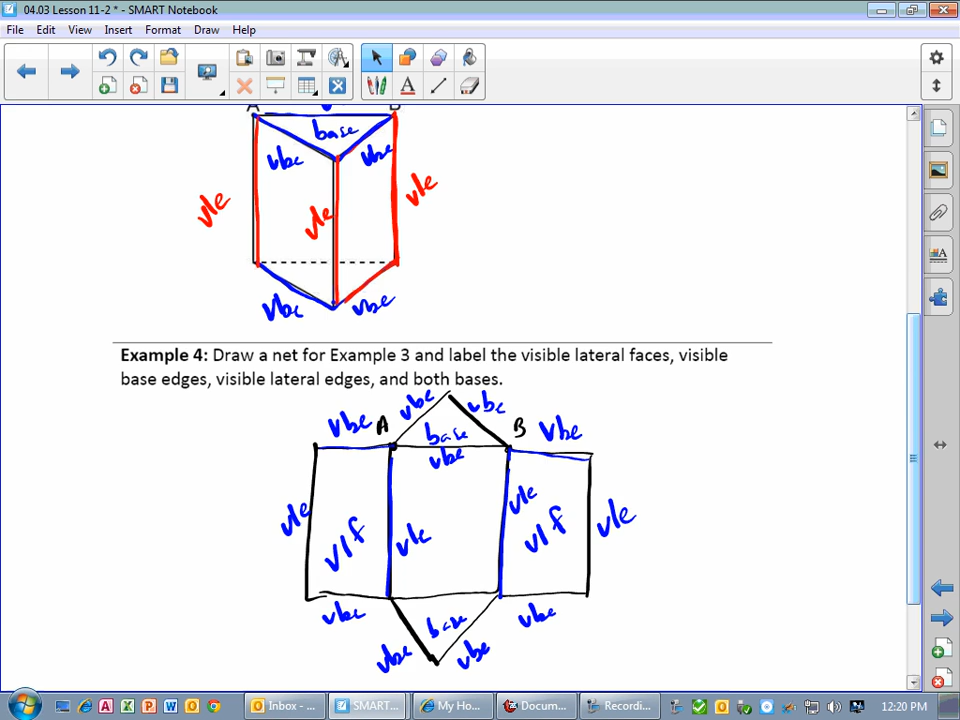 04.03 Lesson 11-2 * - SMART Notebook
File Edit View Insert Format Draw Help
base
vbe vbe
vle vle vle
vbe vbe
Example 4: Draw a net for Example 3 and label the visible lateral faces, visible
base edges, visible lateral edges, and both bases.
vbe vbe
vbe A base B vbe
vbe
vle vle vle vle
vlf vlf
vbe base vbe
vbe vbe
Inbox - ... SMART... My Ho... Docum... Recordi... 12:20 PM